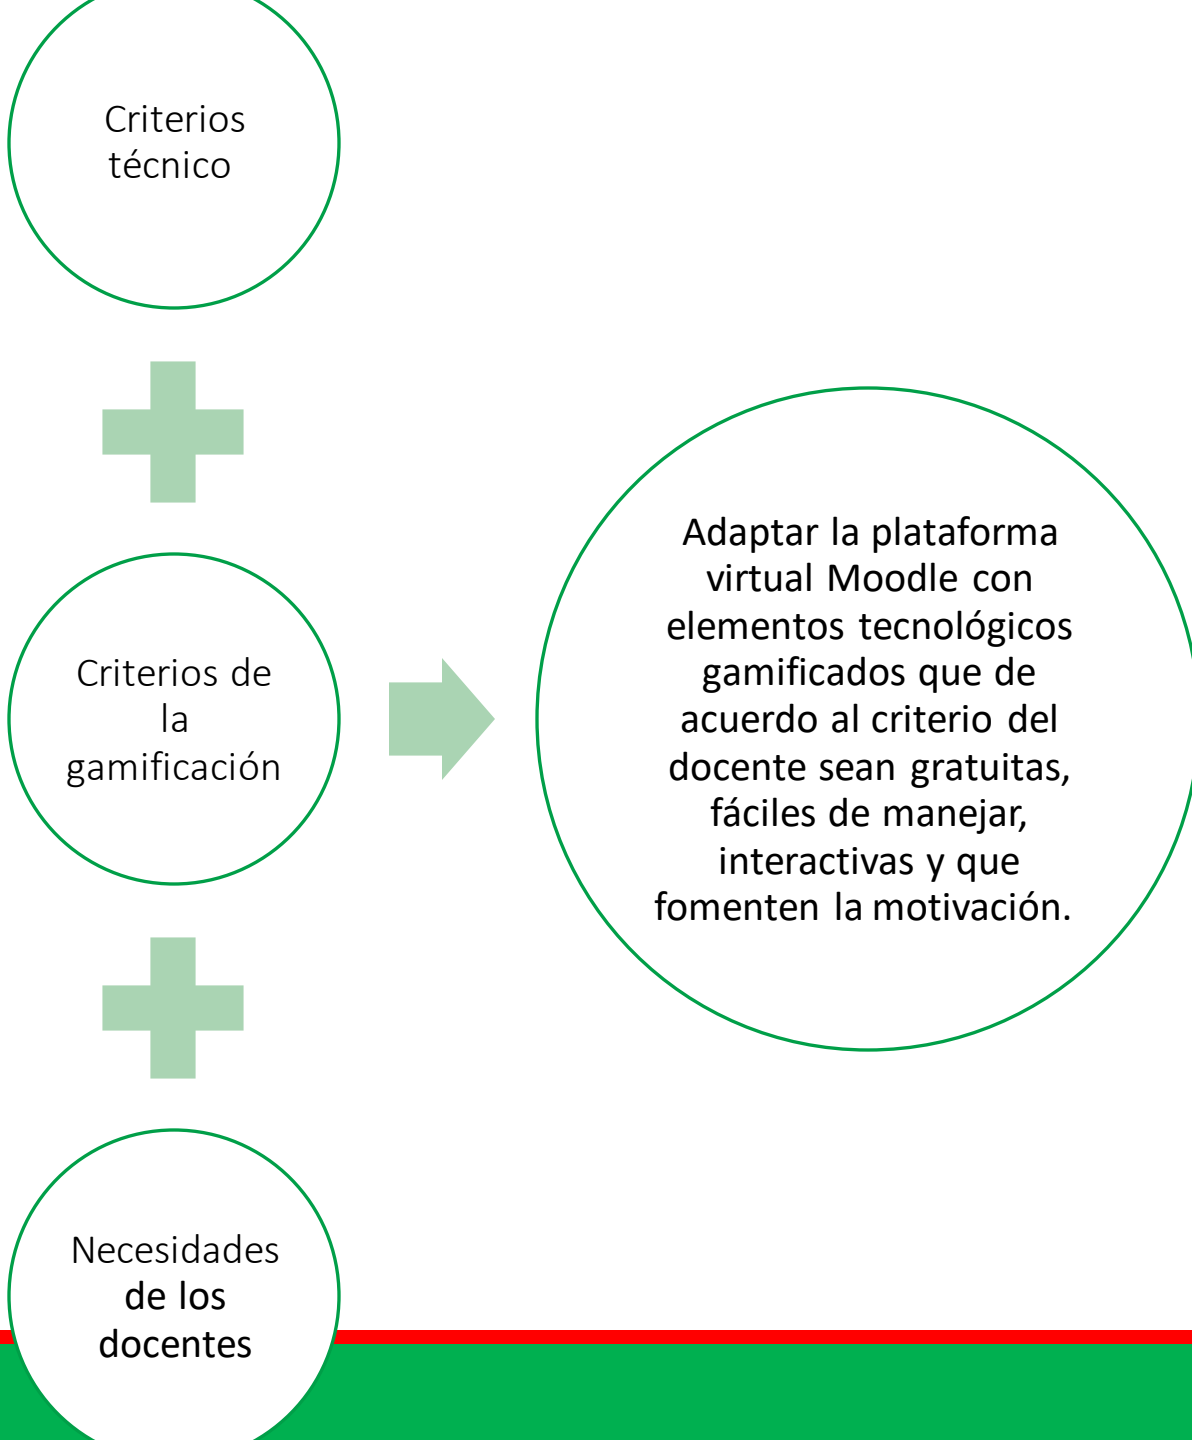 Criterios
técnico
Criterios de
la
gamificación
Necesidades
de los
docentes
Adaptar la plataforma
virtual Moodle con
elementos tecnológicos
gamificados que de
acuerdo al criterio del
docente sean gratuitas,
fáciles de manejar,
interactivas y que
fomenten la motivación.